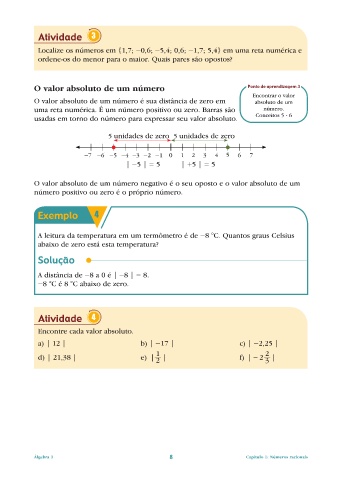 Atividade 3
Localize os números em {1,7; −0,6; −5,4; 0,6; −1,7; 5,4} em uma reta numérica e
ordene-os do menor para o maior. Quais pares são opostos?
O valor absoluto de um número
O valor absoluto de um número é sua distância de zero em
uma reta numérica. É um número positivo ou zero. Barras são
usadas em torno do número para expressar seu valor absoluto.
Ponto de aprendizagem 3
Encontrar o valor
absoluto de um
número.
Conceitos 5 - 6
5 unidades de zero 5 unidades de zero
−7 −6 −5 −4 −3 −2 −1 0 1 2 3 4 5 6 7
| −5 | = 5 | +5 | = 5
O valor absoluto de um número negativo é o seu oposto e o valor absoluto de um
número positivo ou zero é o próprio número.
Exemplo 4
A leitura da temperatura em um termômetro é de −8 °C. Quantos graus Celsius
abaixo de zero está esta temperatura?
Solução
A distância de −8 a 0 é | −8 | = 8.
−8 °C é 8 °C abaixo de zero.
Atividade 4
Encontre cada valor absoluto.
a) | 12 | b) | −17 | c) | −2,25 |
d) | 21,38 | e) | 1/2 | f) | − 2 2/5 |
Álgebra 1 8 Capítulo 1: Números racionais